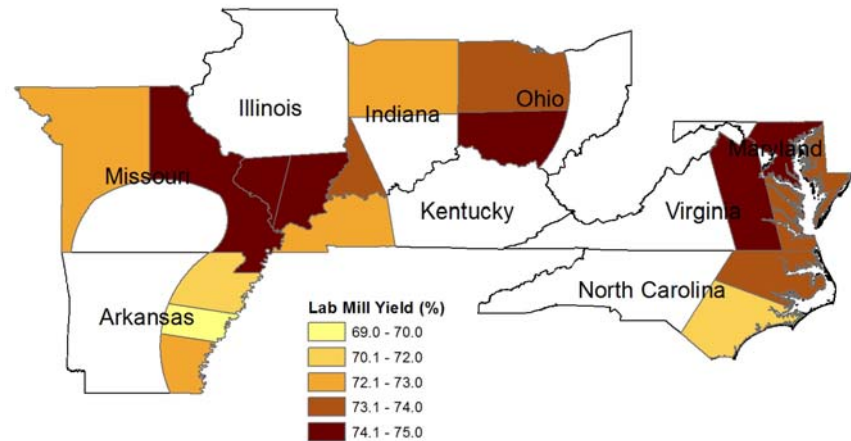 Illinois
Indiana
Ohio
Maryland
Missouri
Kentucky
Virginia
North Carolina
Arkansas
Lab Mill Yield (%)
69.0 - 70.0
70.1 - 72.0
72.1 - 73.0
73.1 - 74.0
74.1 - 75.0